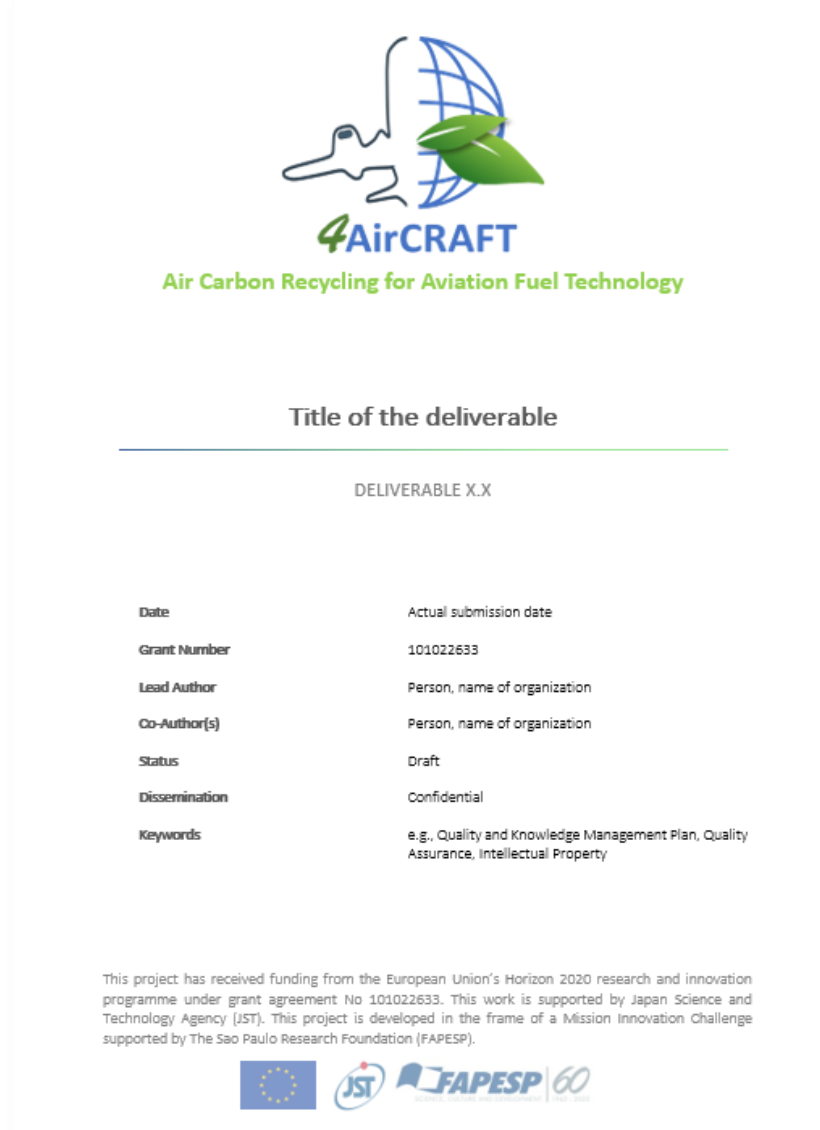 4AirCRAFT
Air Carbon Recycling for Aviation Fuel Technology
Title of the deliverable
DELIVERABLE X.X
Date Actual submission date
Grant Number 101022633
Lead Author Person, name of organization
Co-Author(s) Person, name of organization
Status Draft
Dissemination Confidential
Keywords e.g., Quality and Knowledge Management Plan, Quality
Assurance, Intellectual Property
This project has received funding from the European Union's Horizon 2020 research and innovation
programme under grant agreement No 101022633. This work is supported by Japan Science and
Technology Agency (JST). This project is developed in the frame of a Mission Innovation Challenge
supported by The Sao Paulo Research Foundation (FAPESP).
JST FAPESP 60